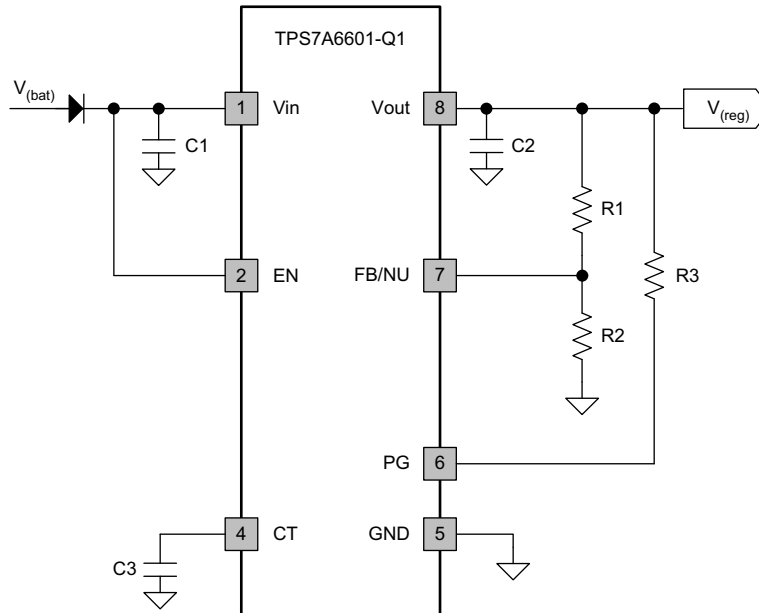 TPS7A6601-Q1
V(bat)
1 Vin
Vout 8
V(reg)
C1
C2
R1
2 EN
FB/NU 7
R3
R2
PG 6
4 CT
GND 5
C3